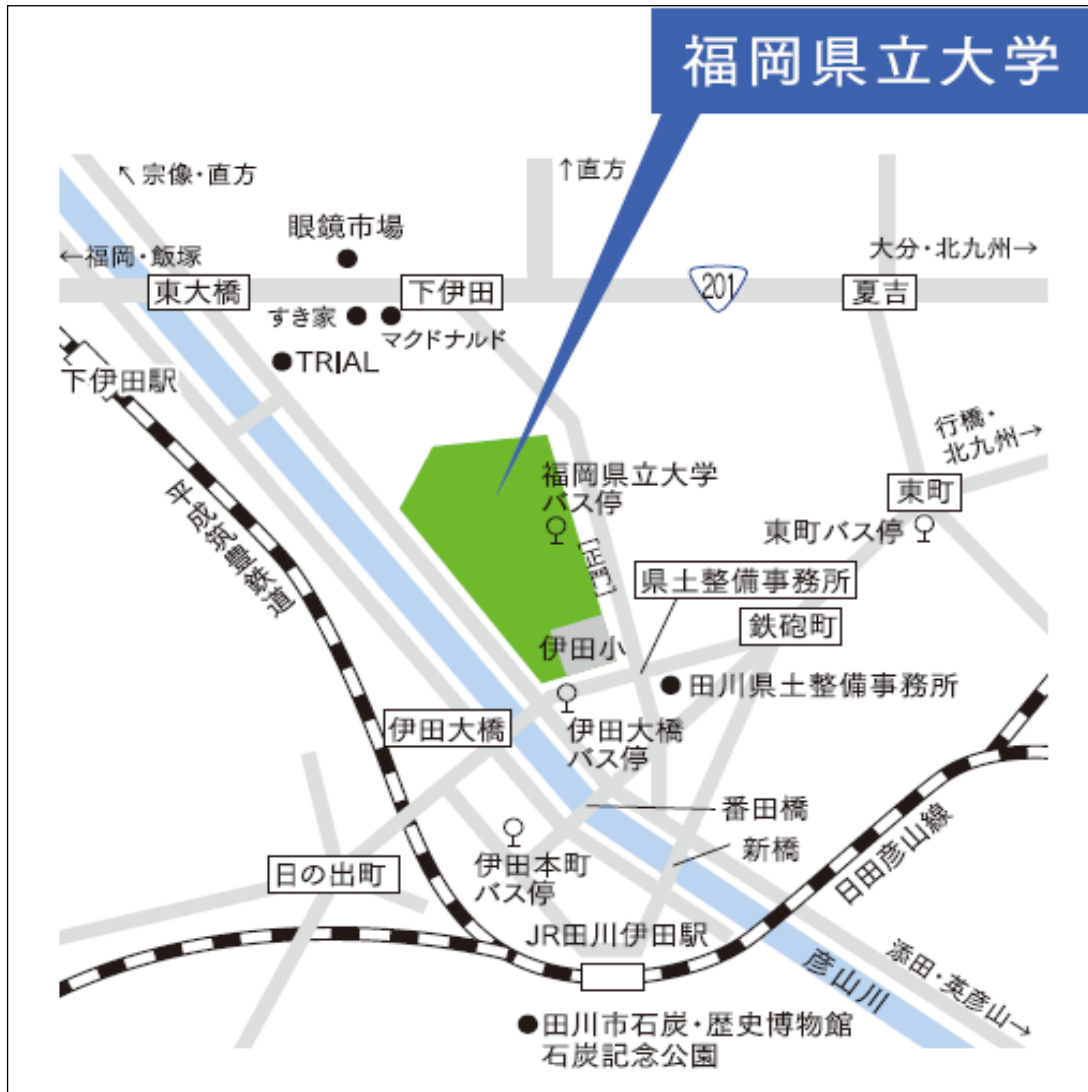 福岡県立大学
↖宗像・直方
↑直方
眼鏡市場
←福岡・飯塚
大分・北九州→
東大橋
下伊田
201
夏吉
すき家
マクドナルド
TRIAL
下伊田駅
行橋・
北九州→
福岡県立大学
バス停
東町
平成筑豊鉄道
東町バス停
[正門]
県土整備事務所
鉄砲町
伊田小
田川県土整備事務所
伊田大橋
伊田大橋
バス停
番田橋
新橋
伊田本町
バス停
日の出町
日田彦山線
JR田川伊田駅
彦山川
添田・英彦山→
田川市石炭・歴史博物館
石炭記念公園